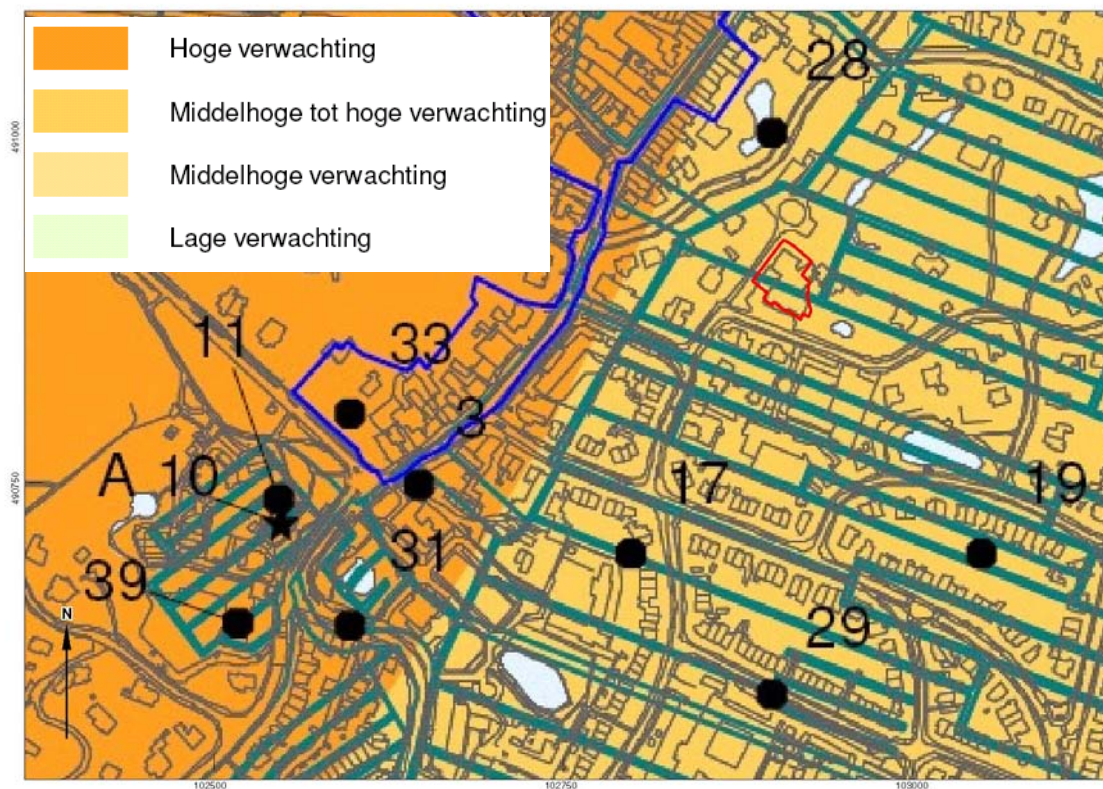 Hoge verwachting
Middelhoge tot hoge verwachting
Middelhoge verwachting
Lage verwachting
28
11
33
3
A 10
17
19
31
39
29
N
491000
490750
102500
102750
103000